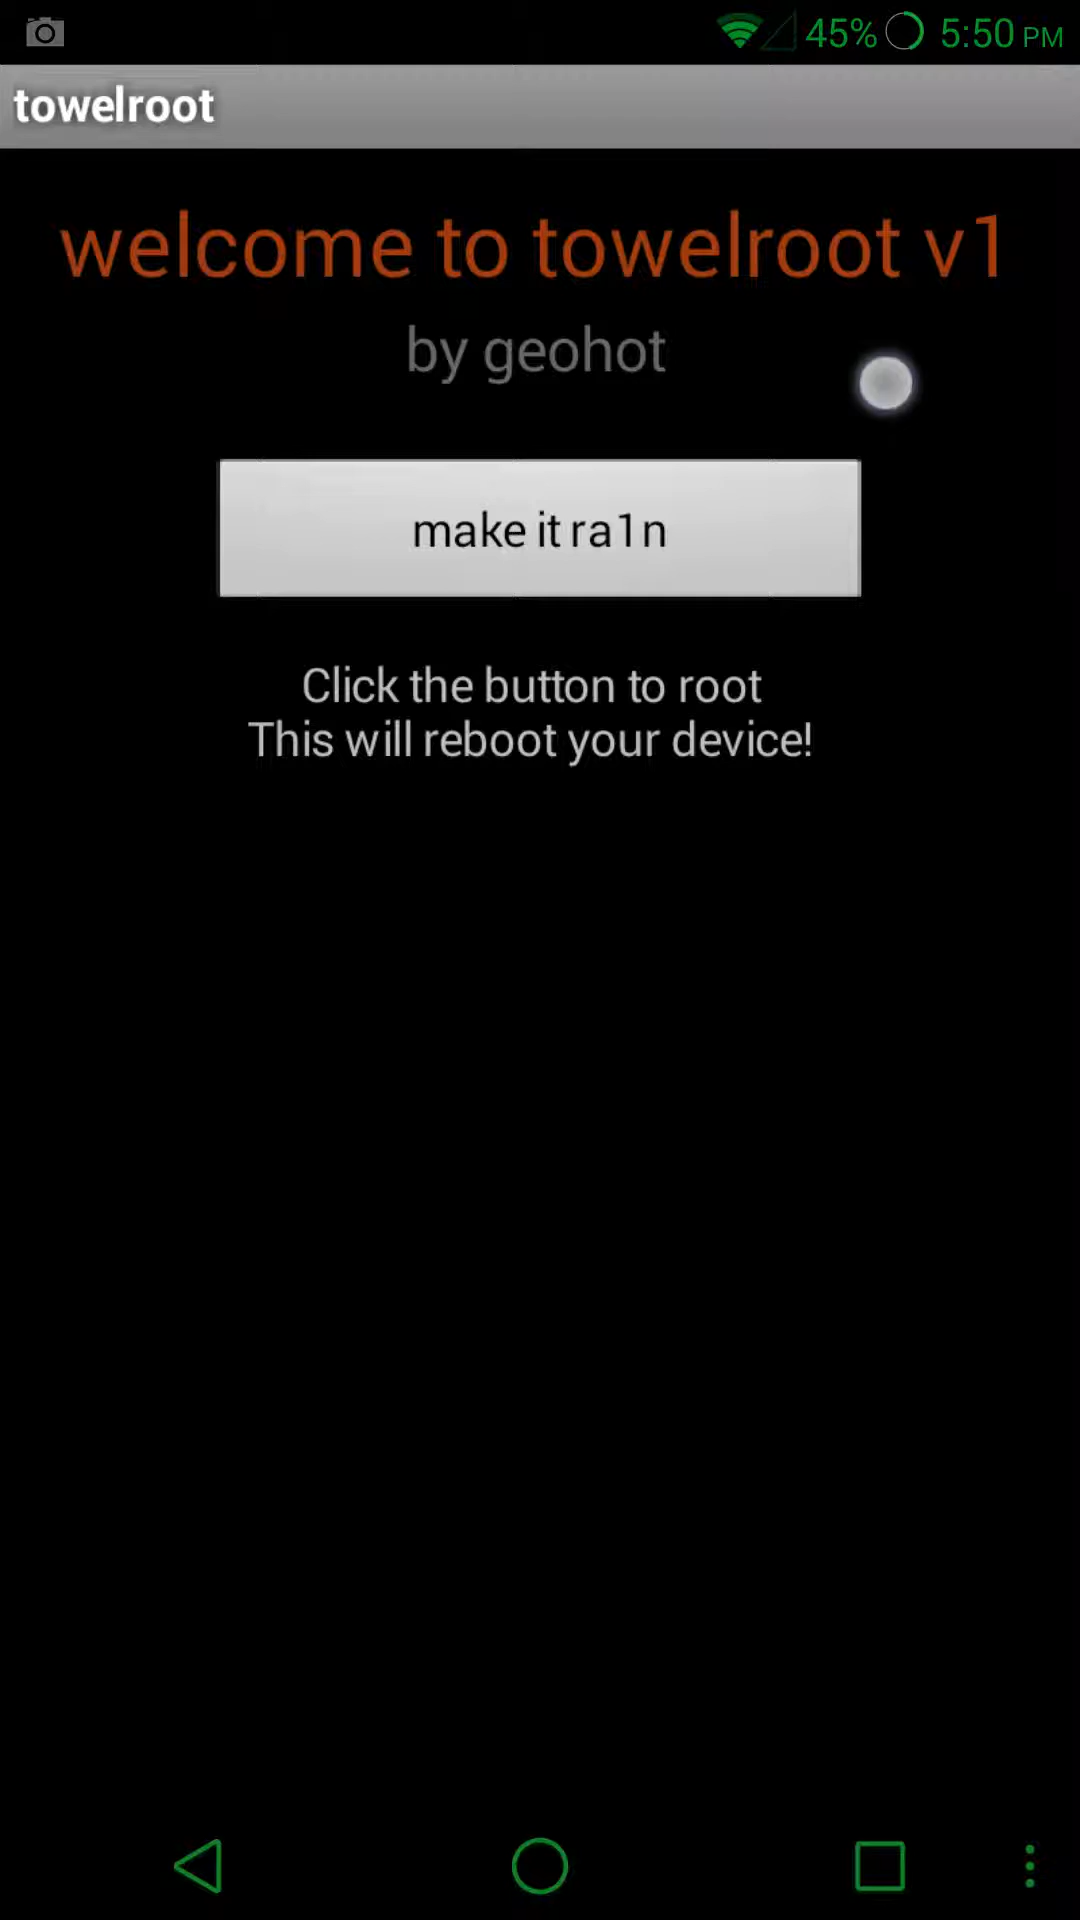 45% 5:50 PM
towelroot
welcome to towelroot v1
by geohot
make it ra1n
Click the button to root
This will reboot your device!